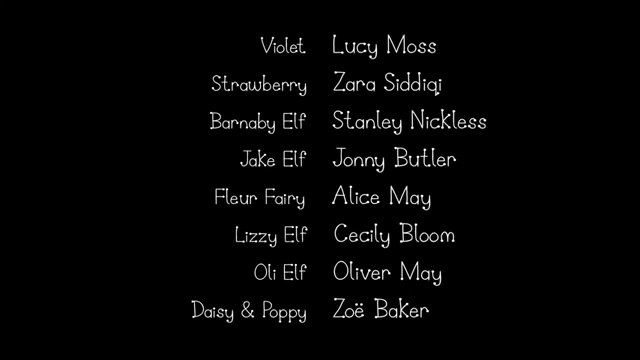 Violet Lucy Moss
Strawberry Zara Siddiqi
Barnaby Elf Stanley Nickless
Jake Elf Jonny Butler
Fleur Fairy Alice May
Lizzy Elf Cecily Bloom
Oli Elf Oliver May
Daisy & Poppy Zoë Baker